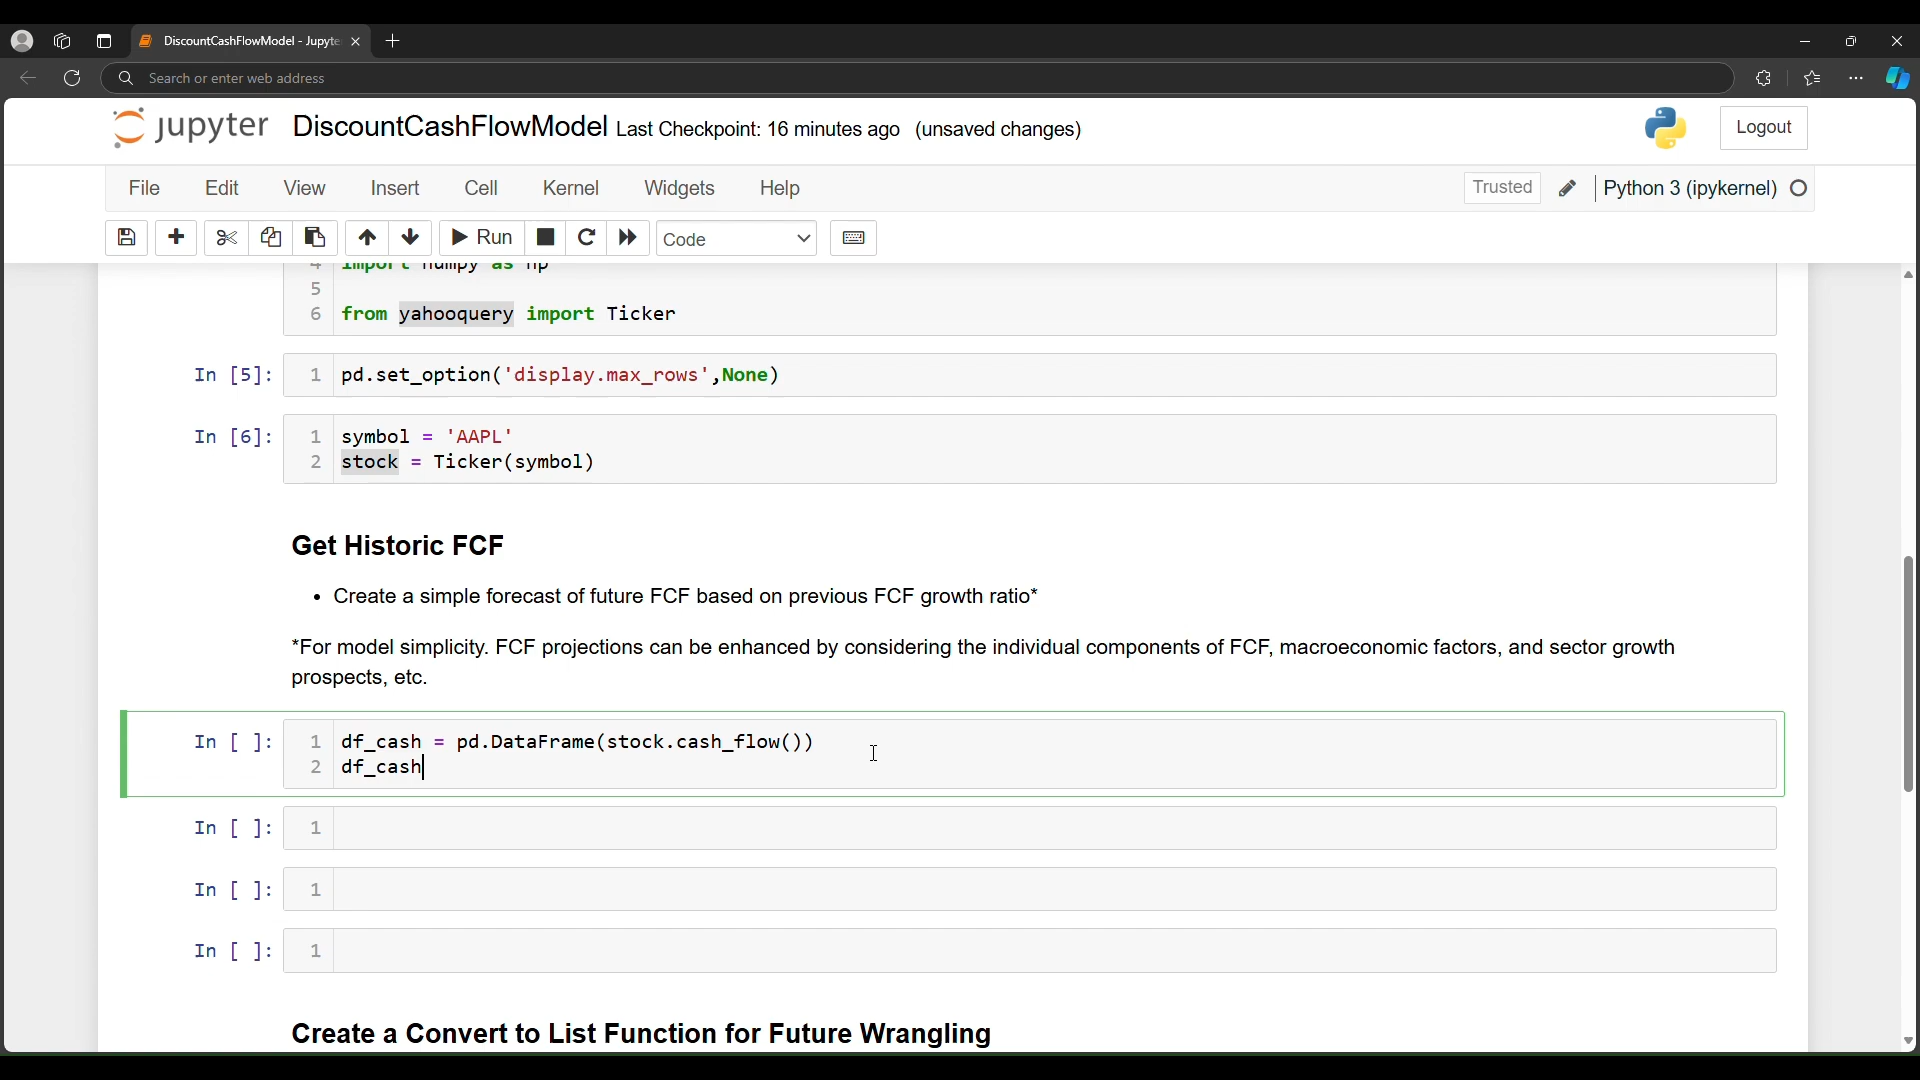 DiscountCashFlowModel - Jupyte
Search or enter web address
jupyter DiscountCashFlowModel Last Checkpoint: 16 minutes ago (unsaved changes)
Logout
File Edit View Insert Cell Kernel Widgets Help
Trusted Python 3 (ipykernel)
Run Code
4 import numpy as np
5
6 from yahooquery import Ticker
In [5]: 1 pd.set_option('display.max_rows',None)
In [6]: 1 symbol = 'AAPL'
2 stock = Ticker(symbol)
Get Historic FCF
• Create a simple forecast of future FCF based on previous FCF growth ratio*
*For model simplicity. FCF projections can be enhanced by considering the individual components of FCF, macroeconomic factors, and sector growth
prospects, etc.
In [ ]: 1 df_cash = pd.DataFrame(stock.cash_flow())
2 df_cash
In [ ]: 1
In [ ]: 1
In [ ]: 1
Create a Convert to List Function for Future Wrangling